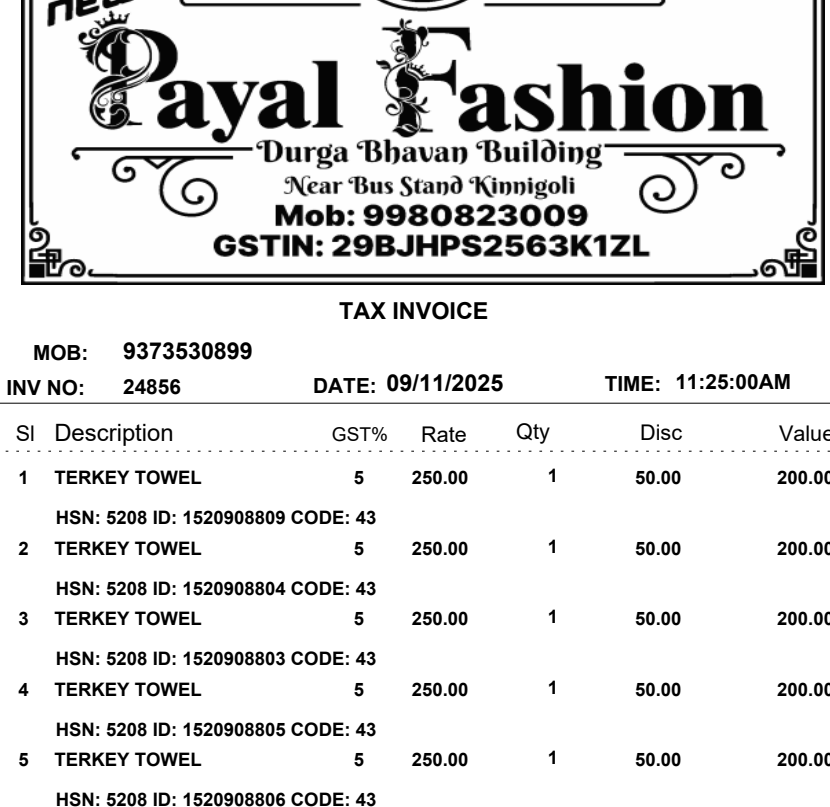 new
Payal Fashion
Durga Bhavan Building
Near Bus Stand Kinnigoli
Mob: 9980823009
GSTIN: 29BJHPS2563K1ZL
TAX INVOICE
MOB: 9373530899
INV NO: 24856 DATE: 09/11/2025 TIME: 11:25:00AM
Sl Description GST% Rate Qty Disc Value
1 TERKEY TOWEL 5 250.00 1 50.00 200.00
HSN: 5208 ID: 1520908809 CODE: 43
2 TERKEY TOWEL 5 250.00 1 50.00 200.00
HSN: 5208 ID: 1520908804 CODE: 43
3 TERKEY TOWEL 5 250.00 1 50.00 200.00
HSN: 5208 ID: 1520908803 CODE: 43
4 TERKEY TOWEL 5 250.00 1 50.00 200.00
HSN: 5208 ID: 1520908805 CODE: 43
5 TERKEY TOWEL 5 250.00 1 50.00 200.00
HSN: 5208 ID: 1520908806 CODE: 43